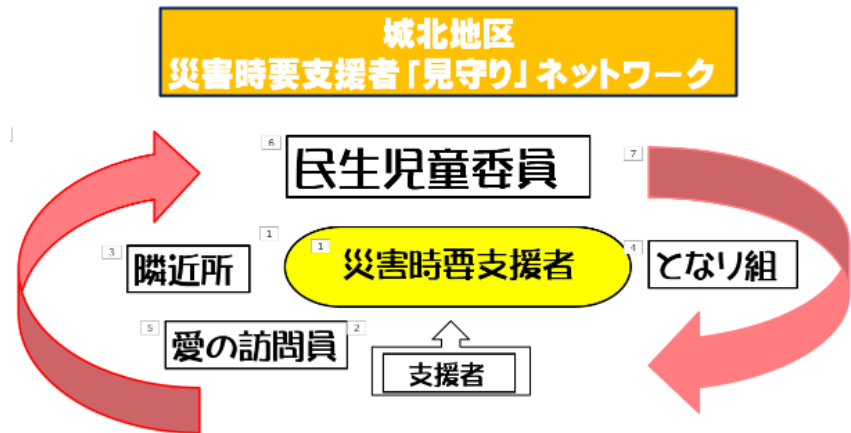 城北地区
災害時要支援者「見守り」ネットワーク
6
民生児童委員
7
1
3
隣近所
1
災害時要支援者
4
となり組
5
愛の訪問員
2
支援者